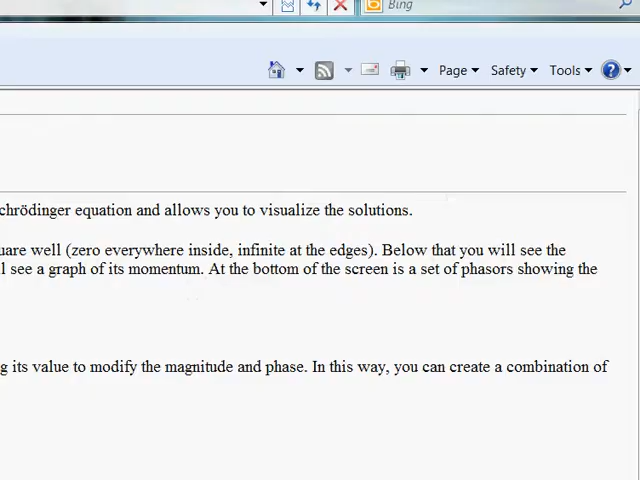 Bing
Page Safety Tools
chrödinger equation and allows you to visualize the solutions.
uare well (zero everywhere inside, infinite at the edges). Below that you will see the
l see a graph of its momentum. At the bottom of the screen is a set of phasors showing the
g its value to modify the magnitude and phase. In this way, you can create a combination of